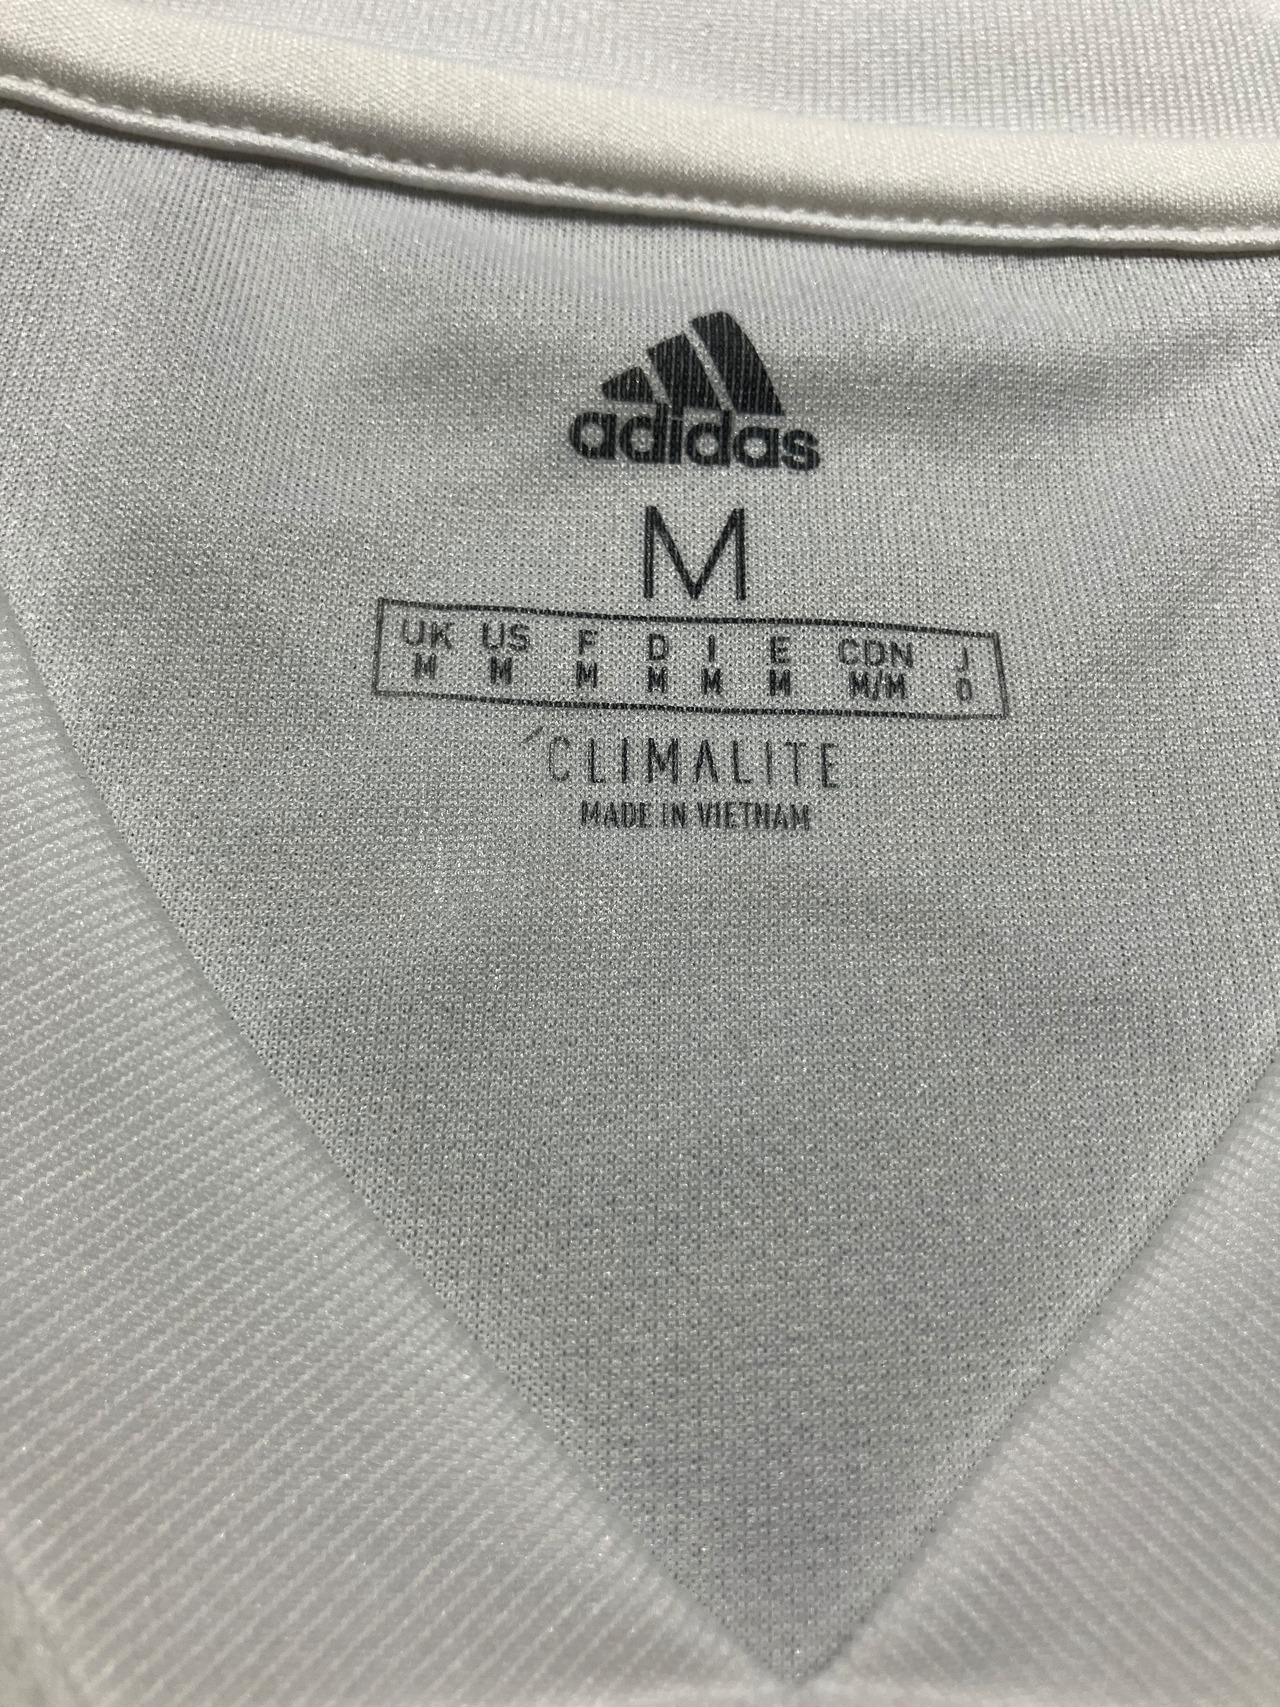 adidas
M
UK US F D I E CDN J
M M M M M M M/M O
CLIMALITE
MADE IN VIETNAM